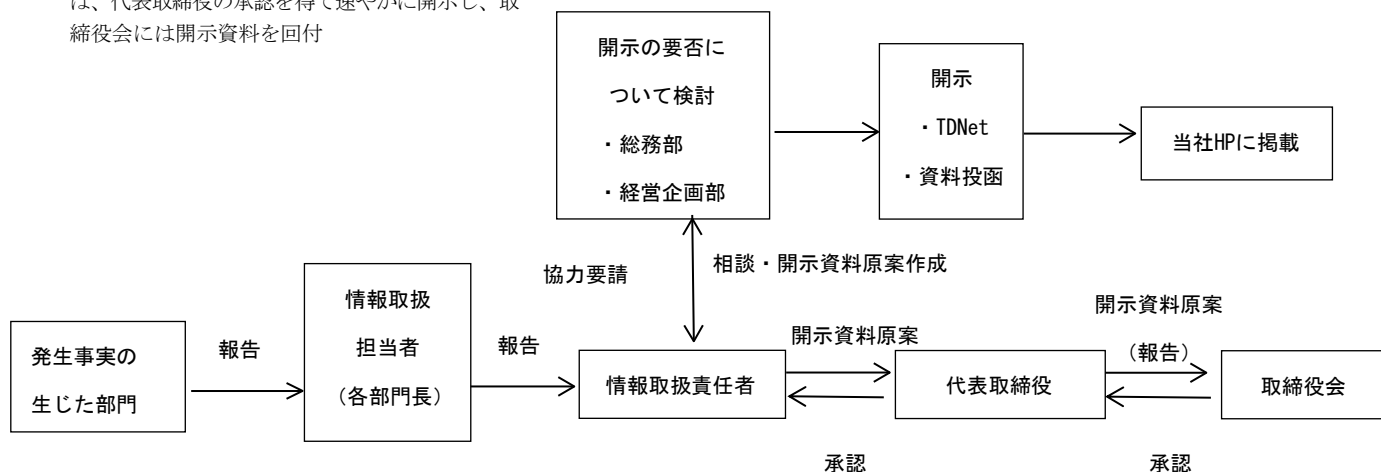 は、代表取締役の承認を得て速やかに開示し、取
締役会には開示資料を回付
開示の要否に
ついて検討
・総務部
・経営企画部
開示
・TDNet
・資料投函
当社HPに掲載
協力要請
相談・開示資料原案作成
発生事実の
生じた部門
報告
情報取扱
担当者
（各部門長）
報告
情報取扱責任者
開示資料原案
承認
代表取締役
開示資料原案
（報告）
承認
取締役会